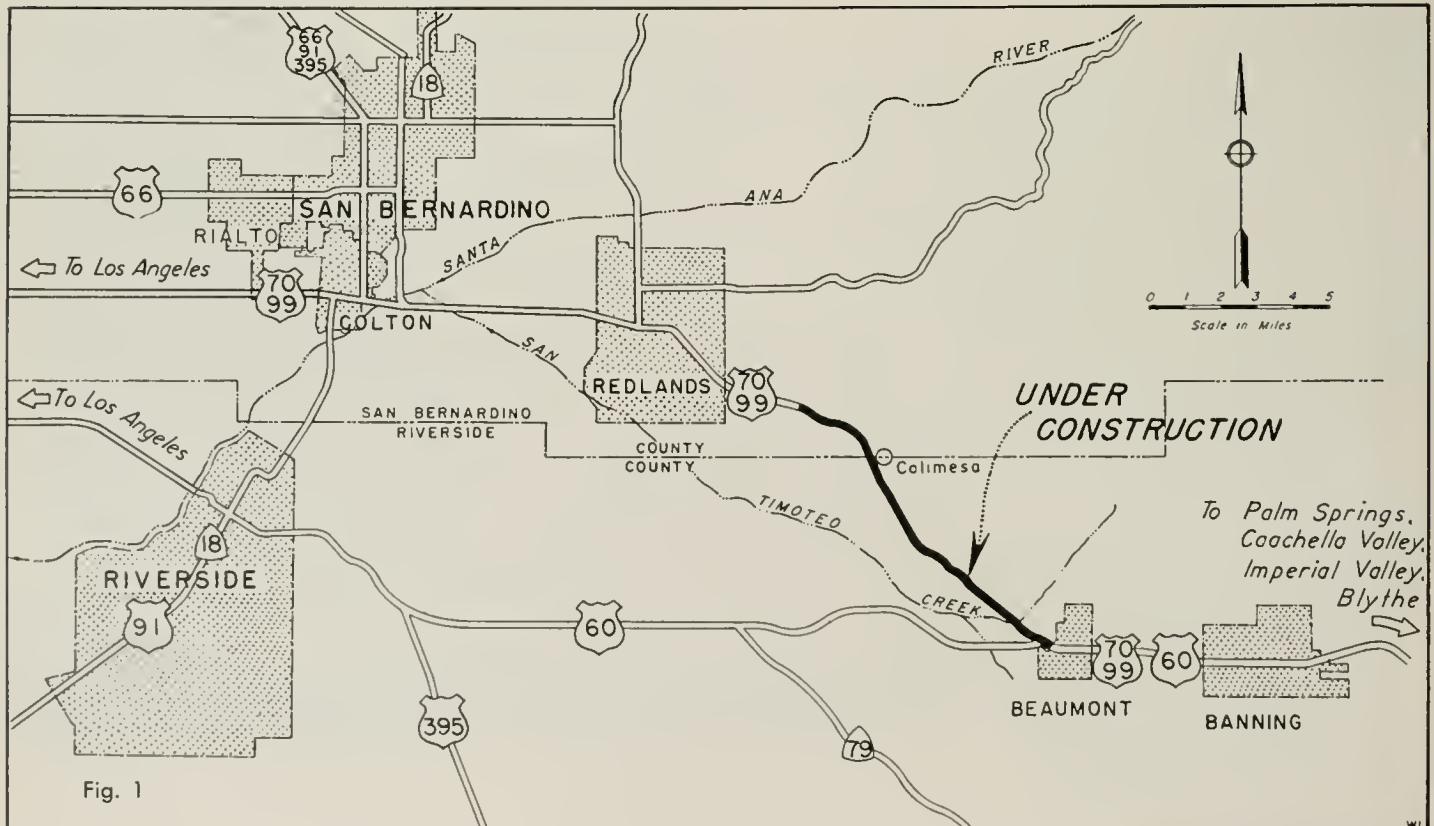 66
91
395
18
RIVER
66
ANA
SAN BERNARDINO
RIALTO
SANTA
To Los Angeles
70
99
COLTON
0 1 2 3 4 5
Scale in Miles
SAN
REDLANDS
70
99
To Los Angeles
SAN BERNARDINO
RIVERSIDE
COUNTY
COUNTY
UNDER
CONSTRUCTION
Calimesa
TIMOTEO
CREEK
To Palm Springs,
Coachella Valley,
Imperial Valley,
Blythe
18
RIVERSIDE
91
60
70
99
60
BEAUMONT
BANNING
395
79
Fig. 1